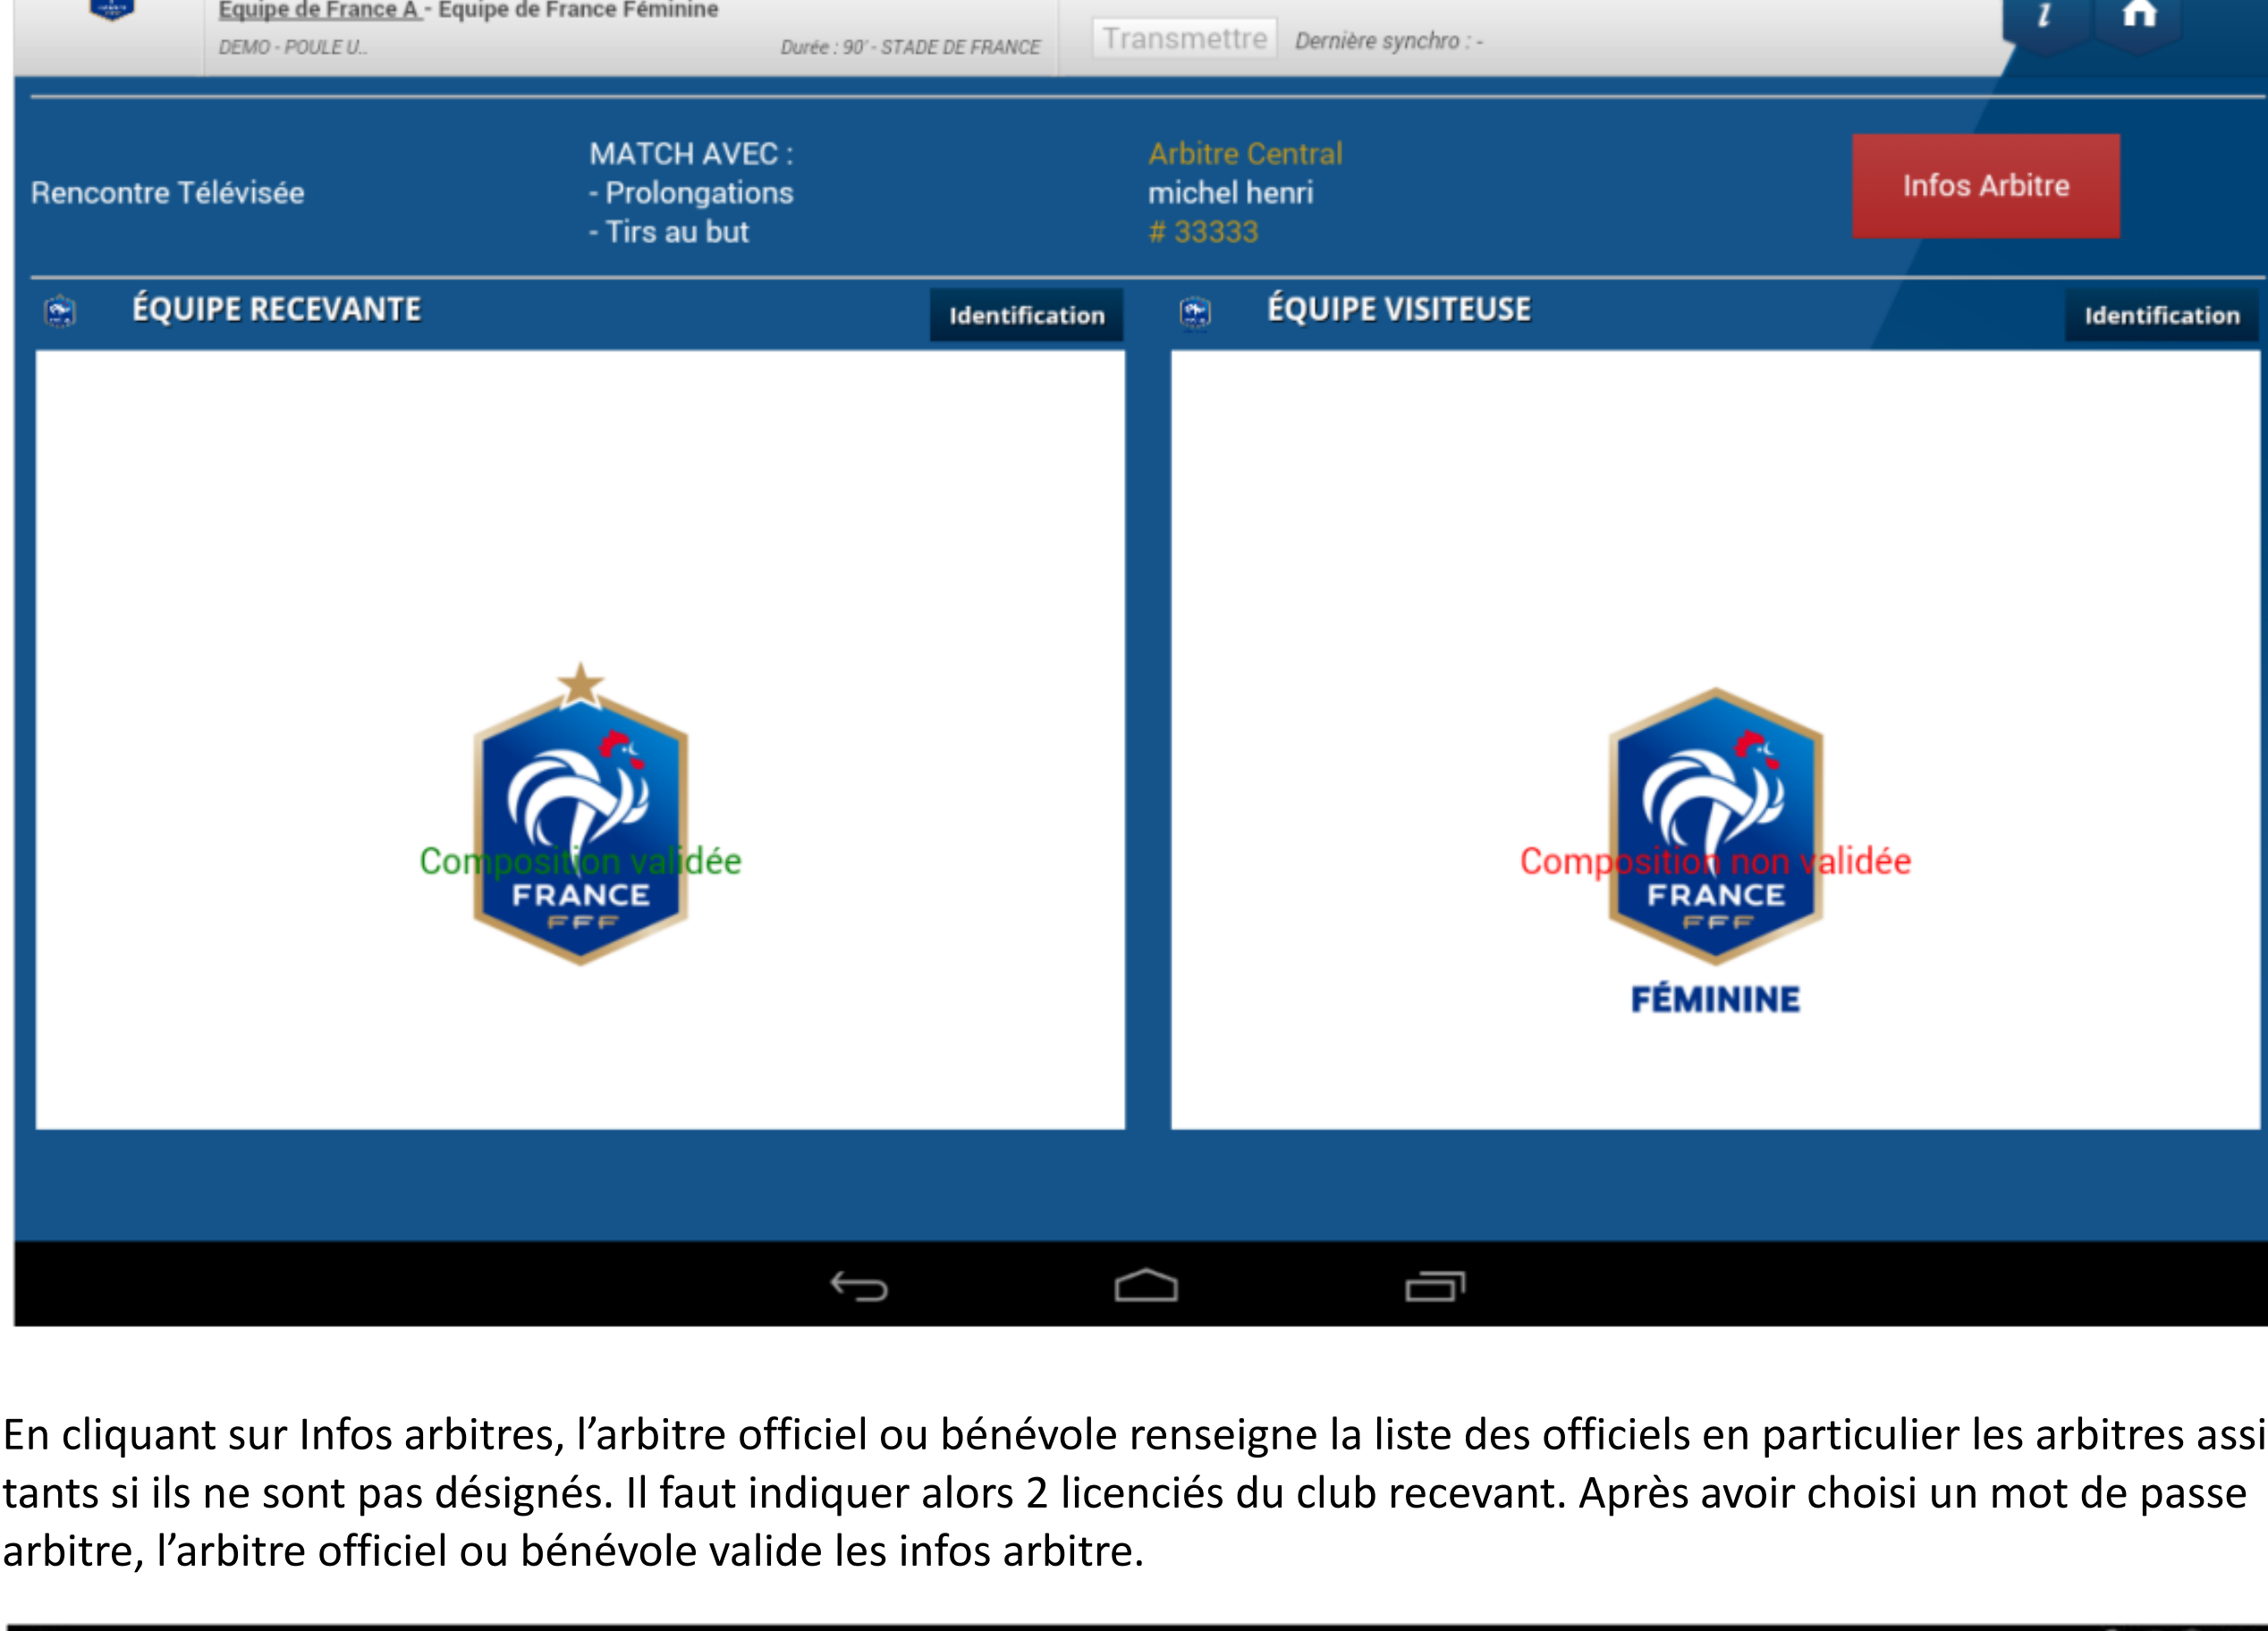 Equipe de France A - Equipe de France Féminine
DEMO - POULE U..
Durée : 90' - STADE DE FRANCE
Transmettre
Dernière synchro : -
i
Rencontre Télévisée
MATCH AVEC :
- Prolongations
- Tirs au but
Arbitre Central
michel henri
# 33333
Infos Arbitre
ÉQUIPE RECEVANTE
Identification
ÉQUIPE VISITEUSE
Identification
Composition validée
FRANCE
FFF
Composition non validée
FRANCE
FFF
FÉMININE
En cliquant sur Infos arbitres, l’arbitre officiel ou bénévole renseigne la liste des officiels en particulier les arbitres assi
tants si ils ne sont pas désignés. Il faut indiquer alors 2 licenciés du club recevant. Après avoir choisi un mot de passe
arbitre, l’arbitre officiel ou bénévole valide les infos arbitre.